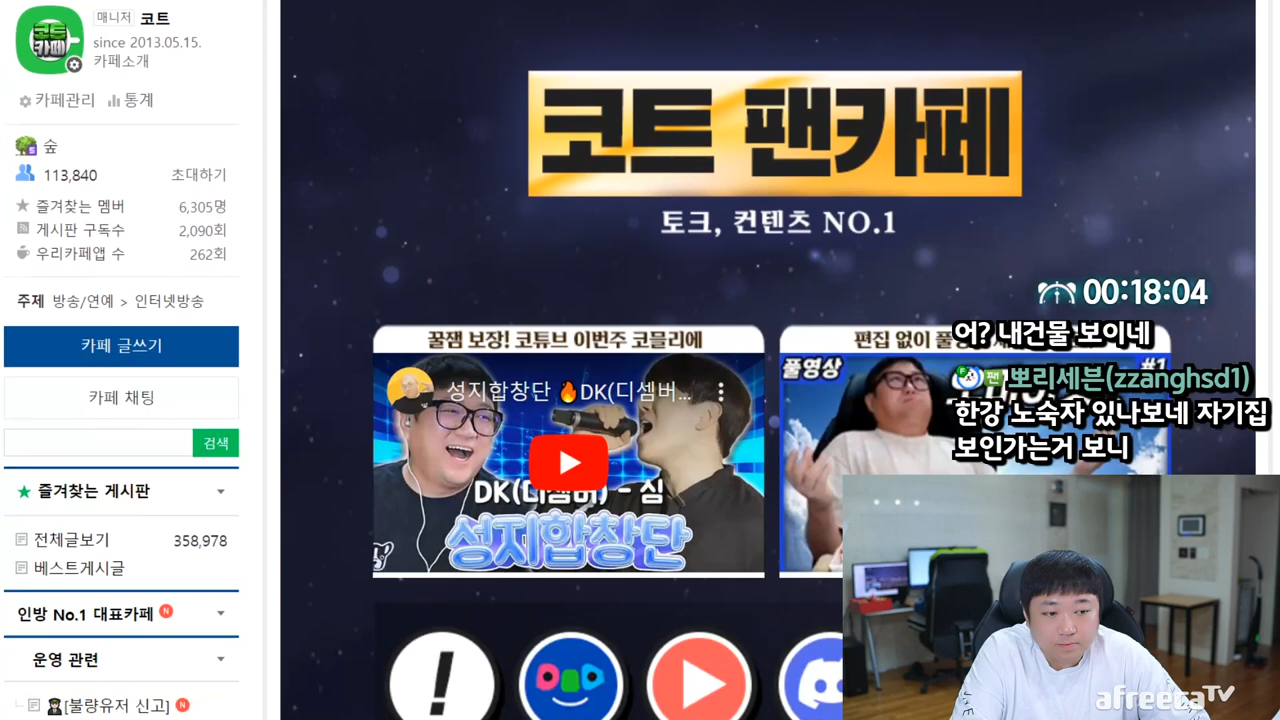 코트
카페
매니저 코트
since 2013.05.15.
카페소개
카페관리 통계
숲
113,840 초대하기
즐겨찾는 멤버 6,305명
게시판 구독수 2,090회
우리카페앱 수 262회
주제 방송/연예 > 인터넷방송
카페 글쓰기
카페 채팅
검색
즐겨찾는 게시판
전체글보기 358,978
베스트게시글
인방 No.1 대표카페 N
운영 관련
[불량유저 신고] N
코트 팬카페
토크, 컨텐츠 NO.1
꿀잼 보장! 코튜브 이번주 코플리에
성지합창단 🔥DK(디셈버...
DK(디셈버) - 심
성지합창단
편집 없이 풀
풀영상
#1
00:18:04
어? 내건물 보이네
F 팬 뽀리세븐(zzanghsd1)
한강 노숙자 있나보네 자기집
보인가는거 보니
afreecaTV